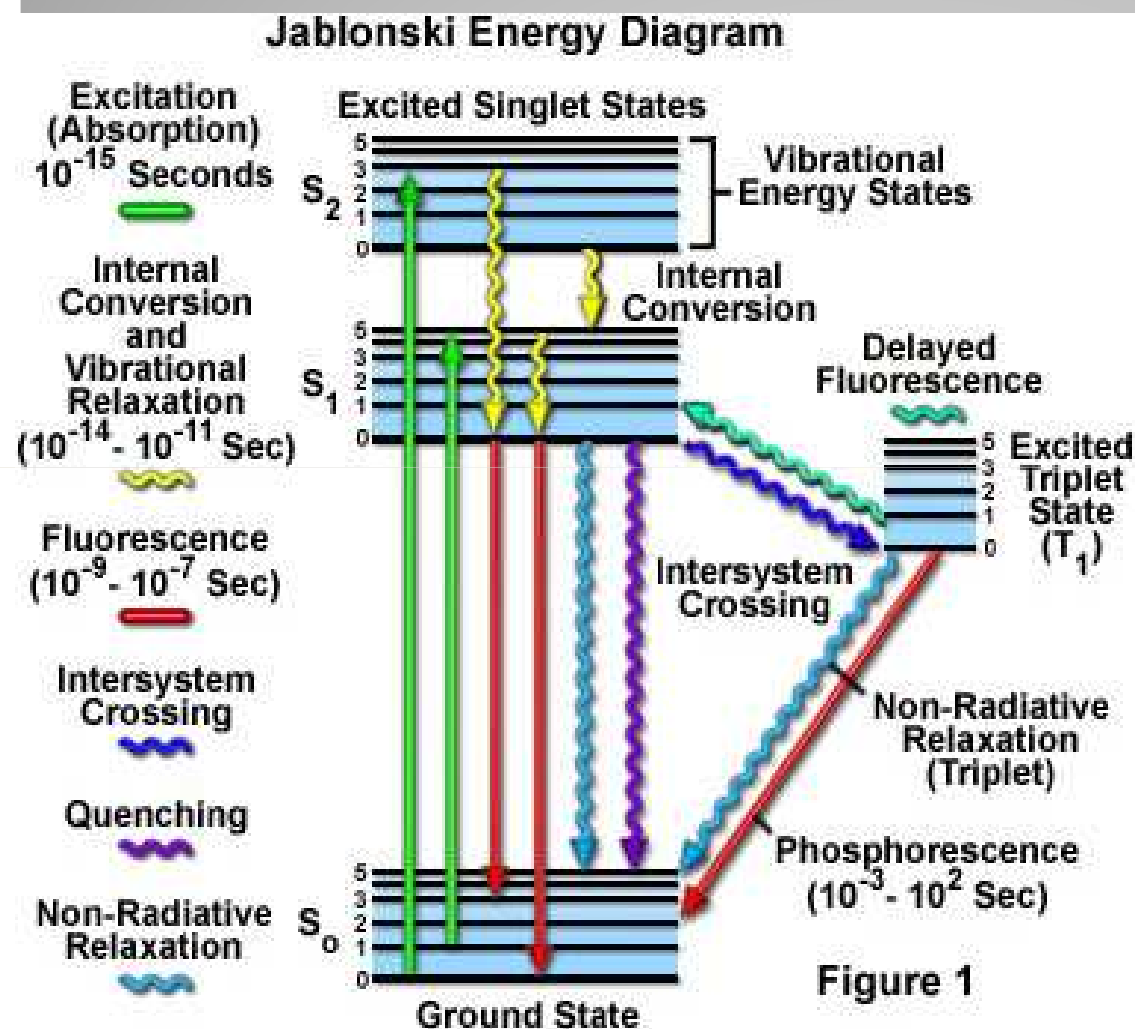 Jablonski Energy Diagram
Excitation
(Absorption)
10⁻¹⁵ Seconds
Internal
Conversion
and
Vibrational
Relaxation
(10⁻¹⁴ - 10⁻¹¹ Sec)
Fluorescence
(10⁻⁹ - 10⁻⁷ Sec)
Intersystem
Crossing
Quenching
Non-Radiative
Relaxation
Excited Singlet States
S₂
5
3
2
1
0
Vibrational
Energy States
Internal
Conversion
S₁
5
3
2
1
0
Delayed
Fluorescence
5
3
2
1
0
Excited
Triplet
State
(T₁)
Intersystem
Crossing
Non-Radiative
Relaxation
(Triplet)
Phosphorescence
(10⁻³ - 10² Sec)
S₀
5
3
2
1
0
Ground State
Figure 1